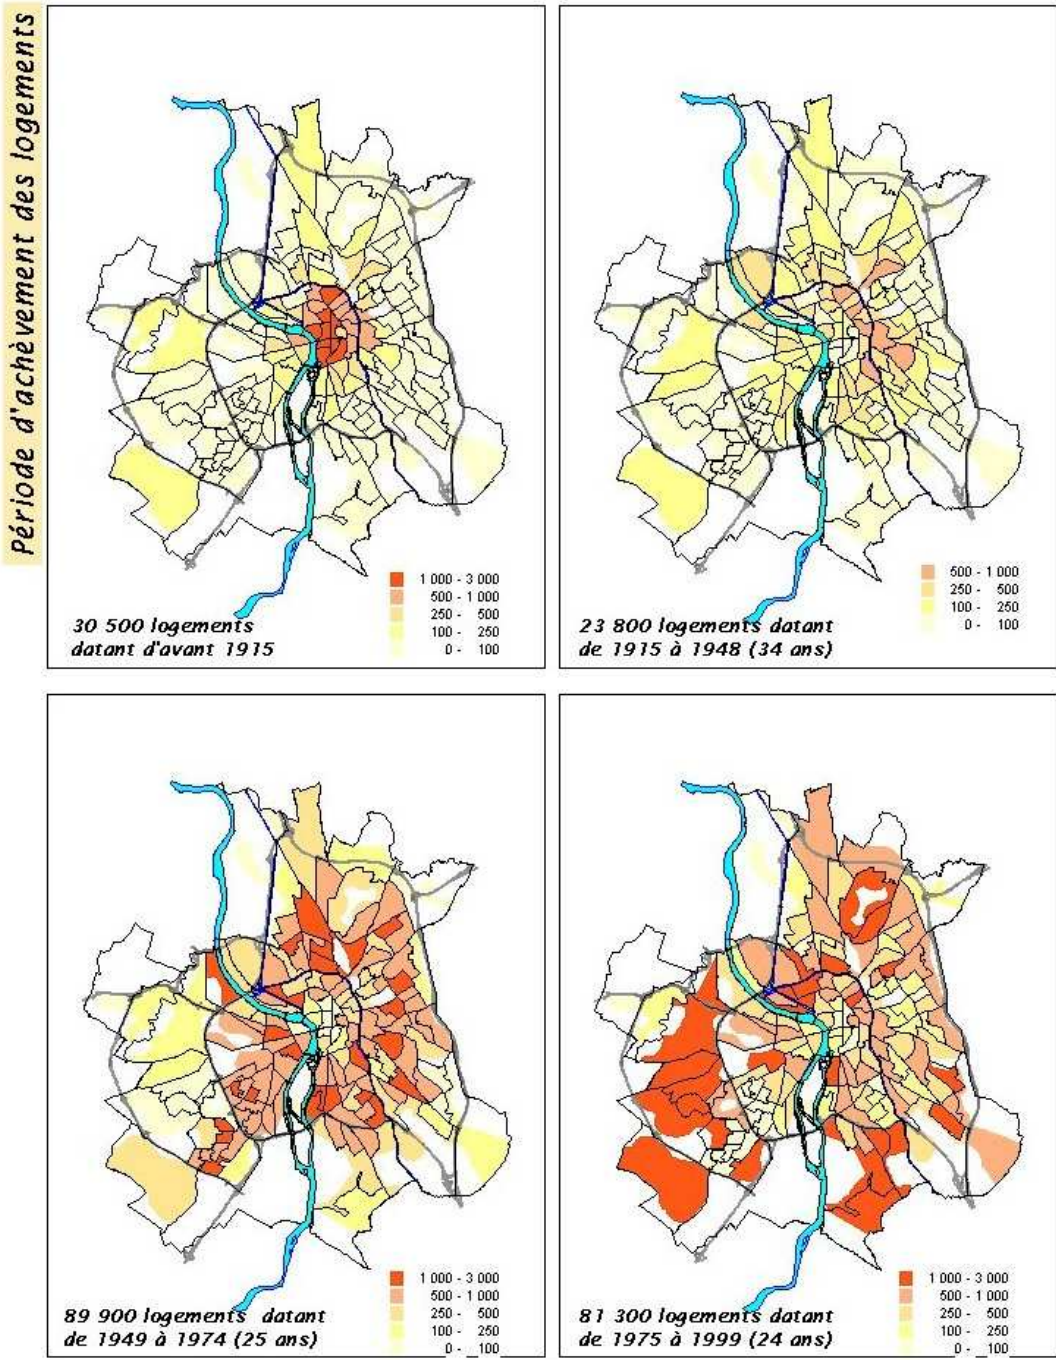 Période d'achèvement des logements
1 000 - 3 000
500 - 1 000
250 - 500
100 - 250
0 - 100
30 500 logements
datant d'avant 1915
500 - 1 000
250 - 500
100 - 250
0 - 100
23 800 logements datant
de 1915 à 1948 (34 ans)
1 000 - 3 000
500 - 1 000
250 - 500
100 - 250
0 - 100
89 900 logements datant
de 1949 à 1974 (25 ans)
1 000 - 3 000
500 - 1 000
250 - 500
100 - 250
0 - 100
81 300 logements datant
de 1975 à 1999 (24 ans)